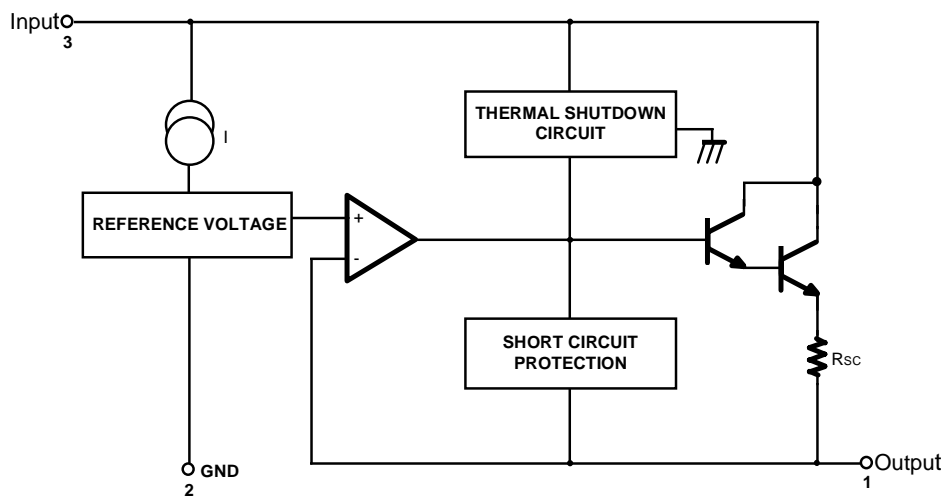 Input
3
THERMAL SHUTDOWN
CIRCUIT
I
REFERENCE VOLTAGE
+
-
SHORT CIRCUIT
PROTECTION
RSC
GND
2
Output
1